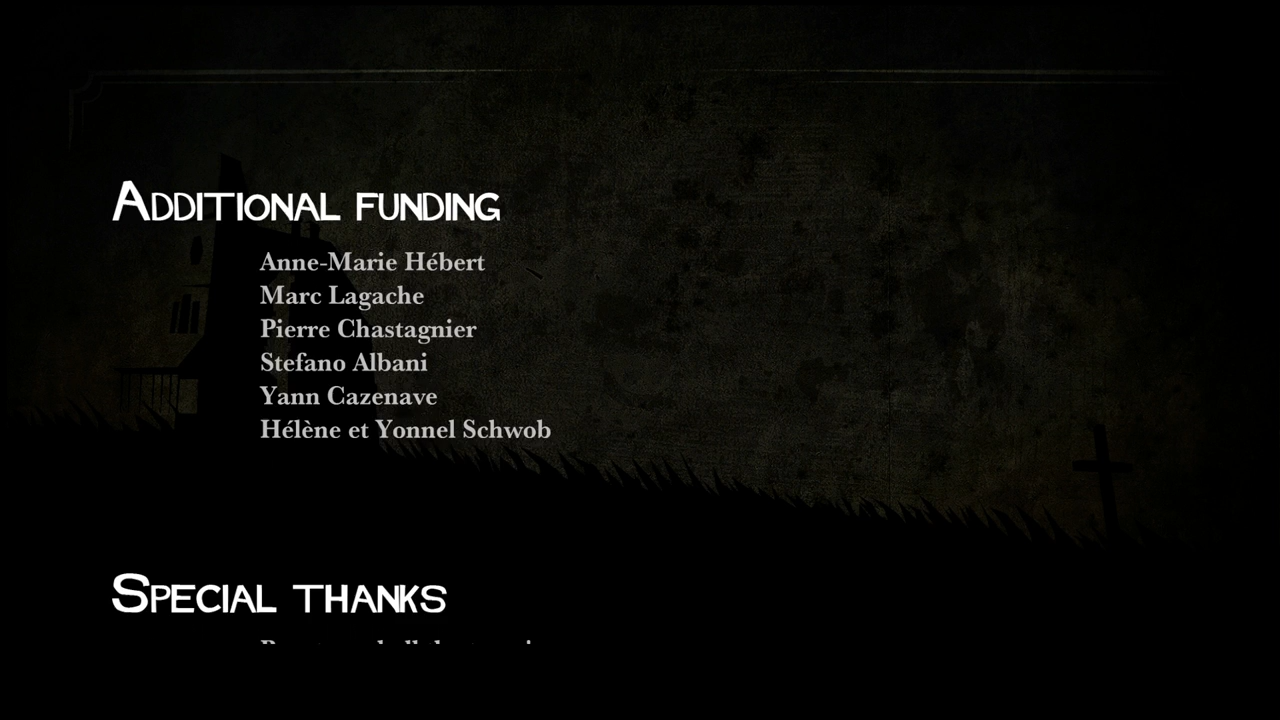 Additional funding
Anne-Marie Hébert
Marc Lagache
Pierre Chastagnier
Stefano Albani
Yann Cazenave
Hélène et Yonnel Schwob
Special thanks